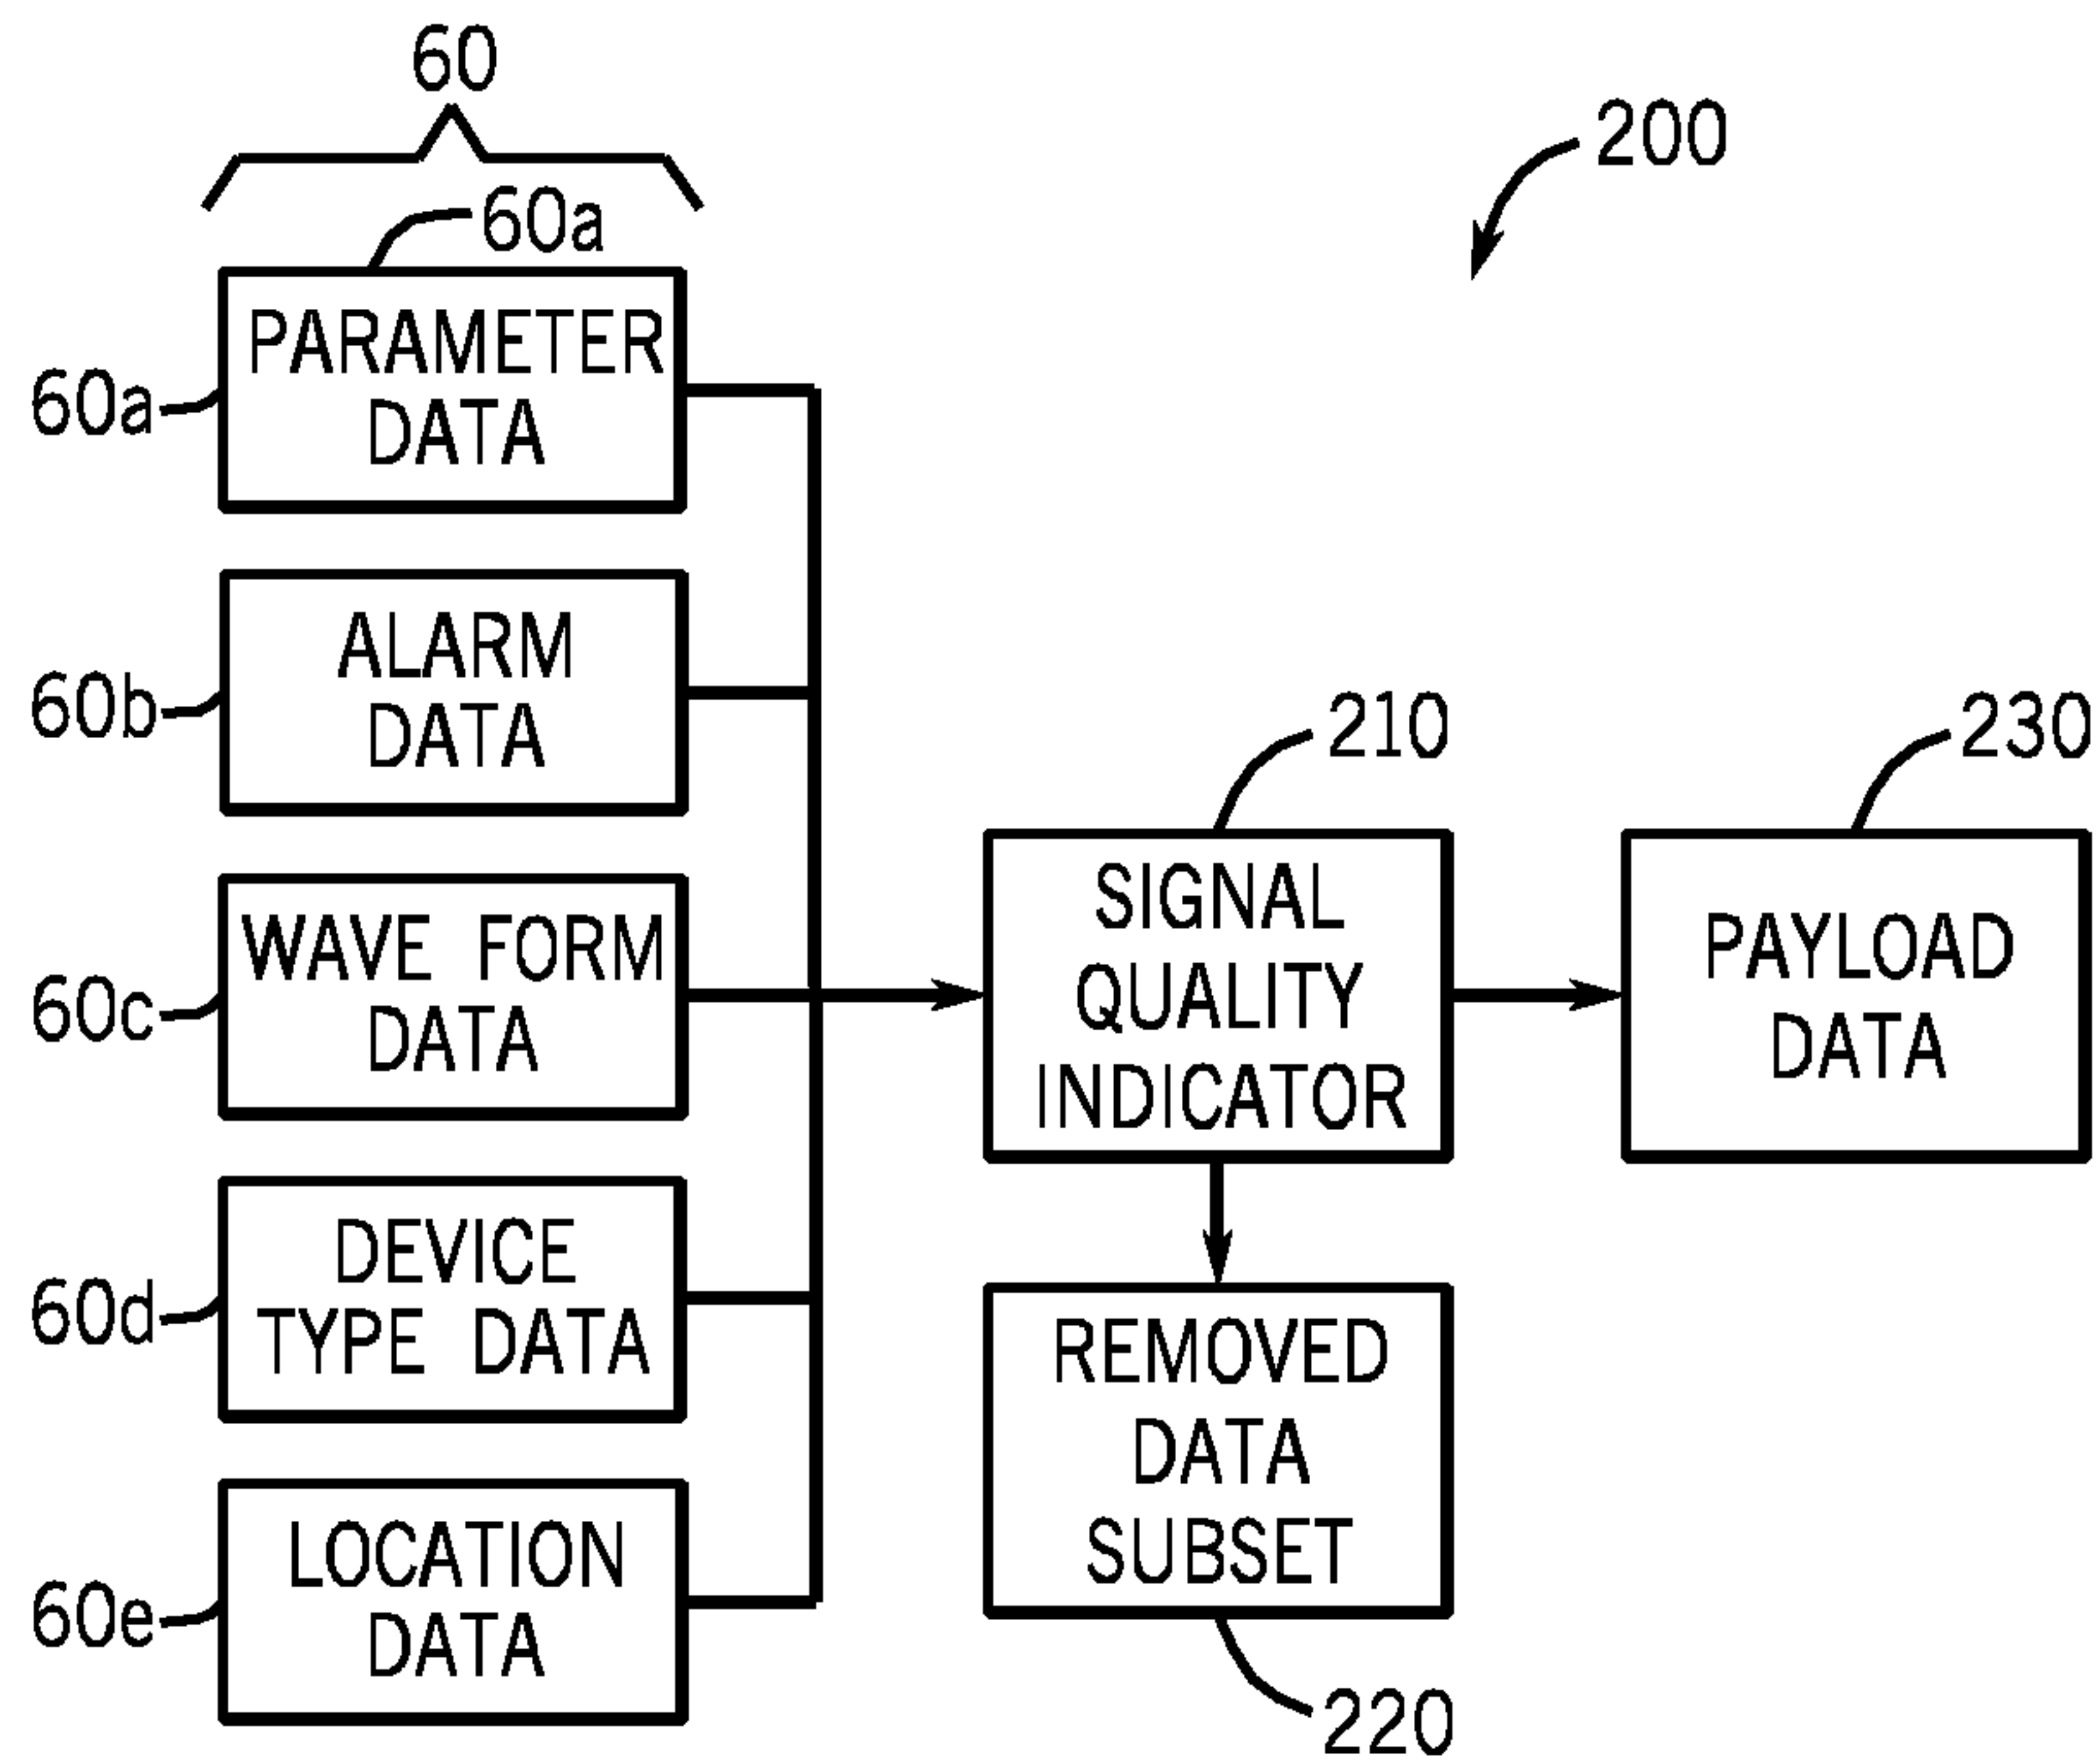 60
200
60a
60a
PARAMETER
DATA
60b
ALARM
DATA
60c
WAVE FORM
DATA
60d
DEVICE
TYPE DATA
60e
LOCATION
DATA
210
SIGNAL
QUALITY
INDICATOR
230
PAYLOAD
DATA
REMOVED
DATA
SUBSET
220